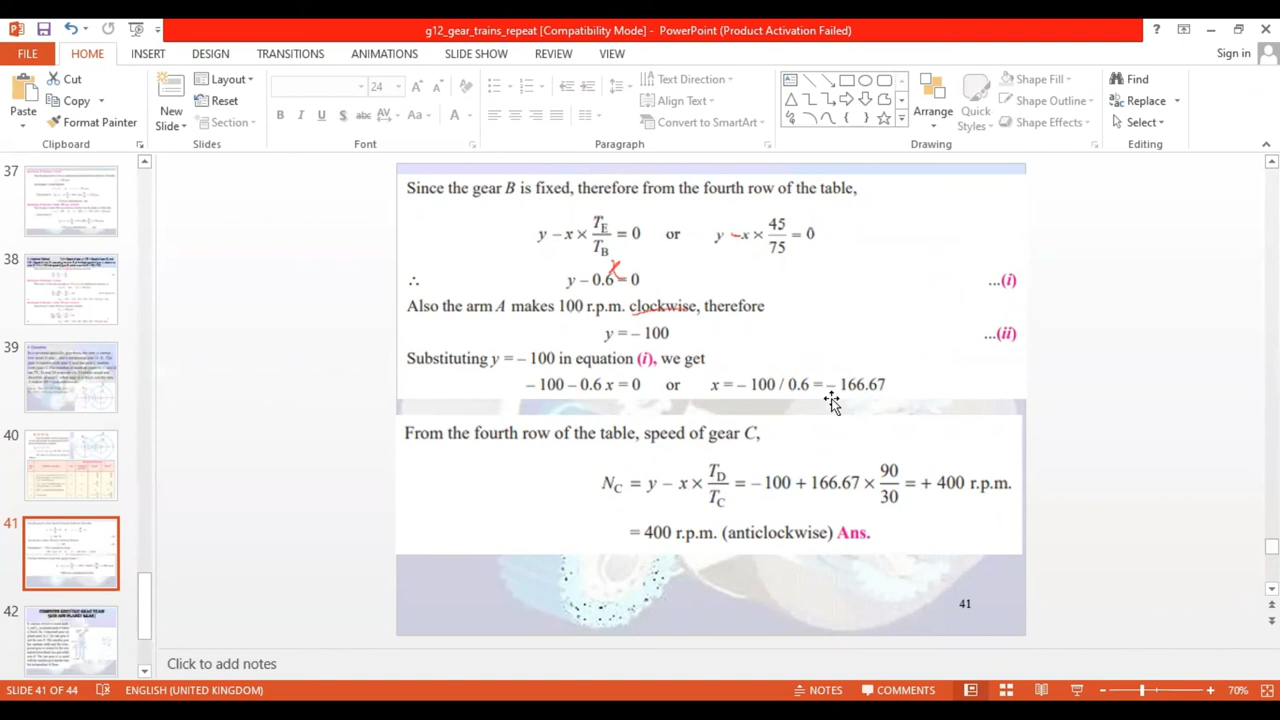 g12_gear_trains_repeat [Compatibility Mode] - PowerPoint (Product Activation Failed)
FILE HOME INSERT DESIGN TRANSITIONS ANIMATIONS SLIDE SHOW REVIEW VIEW Sign in
Paste Cut Copy Format Painter Clipboard
New Slide Layout Reset Section Slides
24 Font
Text Direction Align Text Convert to SmartArt Paragraph
Arrange Quick Styles Shape Fill Shape Outline Shape Effects Drawing
Find Replace Select Editing
37
38
39
40
41
42
Since the gear B is fixed, therefore from the fourth row of the table,
y − x × T_E / T_B = 0 or y − x × 45 / 75 = 0
∴ y − 0.6 x = 0 ...(i)
Also the arm A makes 100 r.p.m. clockwise, therefore
y = − 100 ...(ii)
Substituting y = − 100 in equation (i), we get
− 100 − 0.6 x = 0 or x = − 100 / 0.6 = − 166.67
From the fourth row of the table, speed of gear C,
N_C = y − x × T_D / T_C = − 100 + 166.67 × 90 / 30 = + 400 r.p.m.
= 400 r.p.m. (anticlockwise) Ans.
41
Click to add notes
SLIDE 41 OF 44 ENGLISH (UNITED KINGDOM) NOTES COMMENTS 70%